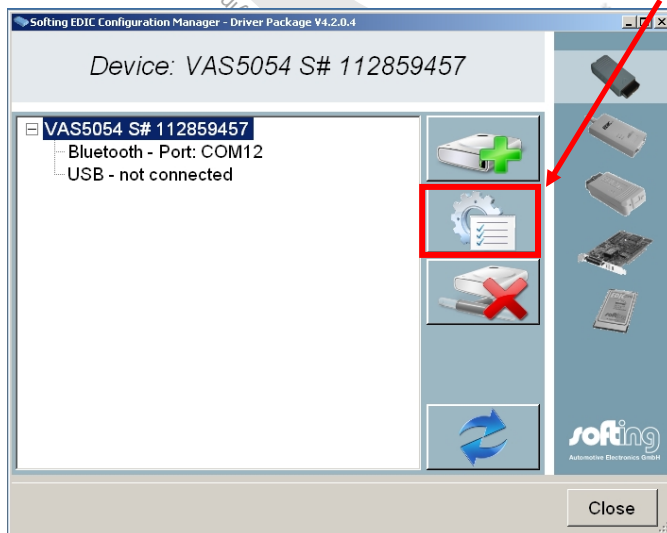 Softing EDIC Configuration Manager - Driver Package V4.2.0.4
Device: VAS5054 S# 112859457
VAS5054 S# 112859457
Bluetooth - Port: COM12
USB - not connected
softing
Automotive Electronics GmbH
Close